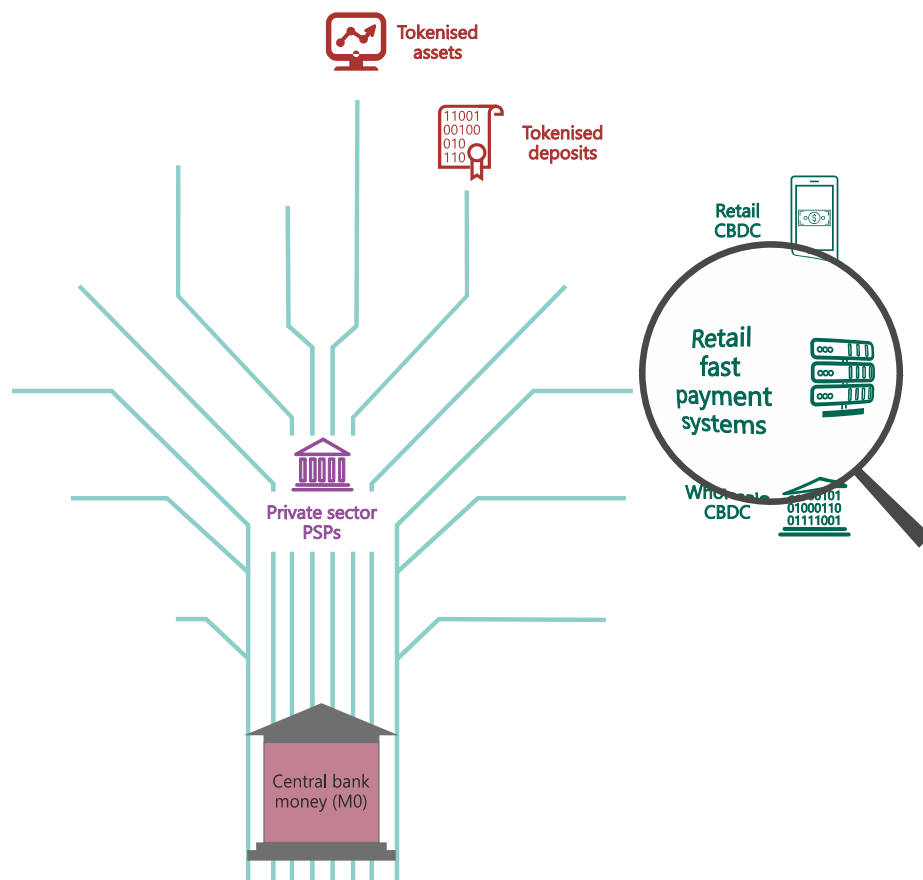 Tokenised
assets
11001
00100
010
110
Tokenised
deposits
Retail
CBDC
$
Retail
fast
payment
systems
Private sector
PSPs
Wholesale
CBDC
01000110
01111001
Central bank
money (M0)